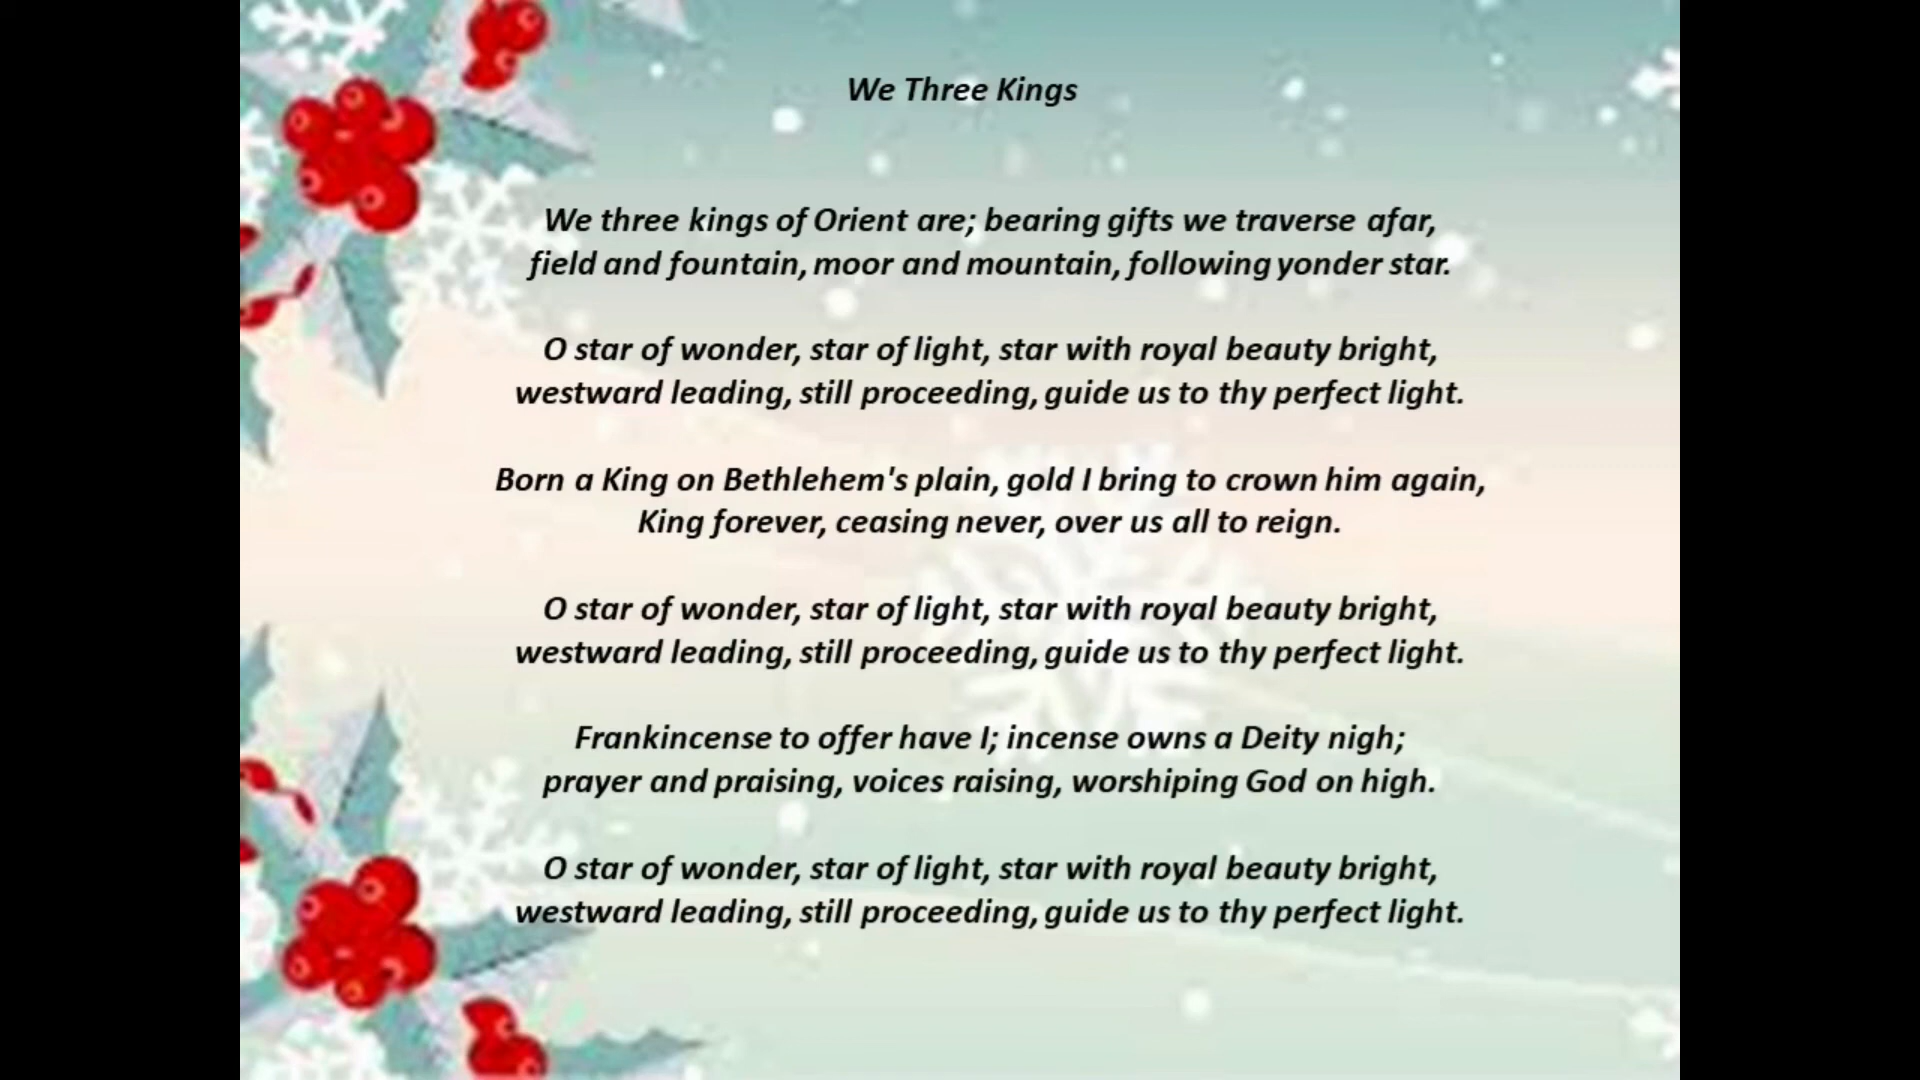 We Three Kings
We three kings of Orient are; bearing gifts we traverse afar,
field and fountain, moor and mountain, following yonder star.
O star of wonder, star of light, star with royal beauty bright,
westward leading, still proceeding, guide us to thy perfect light.
Born a King on Bethlehem's plain, gold I bring to crown him again,
King forever, ceasing never, over us all to reign.
O star of wonder, star of light, star with royal beauty bright,
westward leading, still proceeding, guide us to thy perfect light.
Frankincense to offer have I; incense owns a Deity nigh;
prayer and praising, voices raising, worshiping God on high.
O star of wonder, star of light, star with royal beauty bright,
westward leading, still proceeding, guide us to thy perfect light.